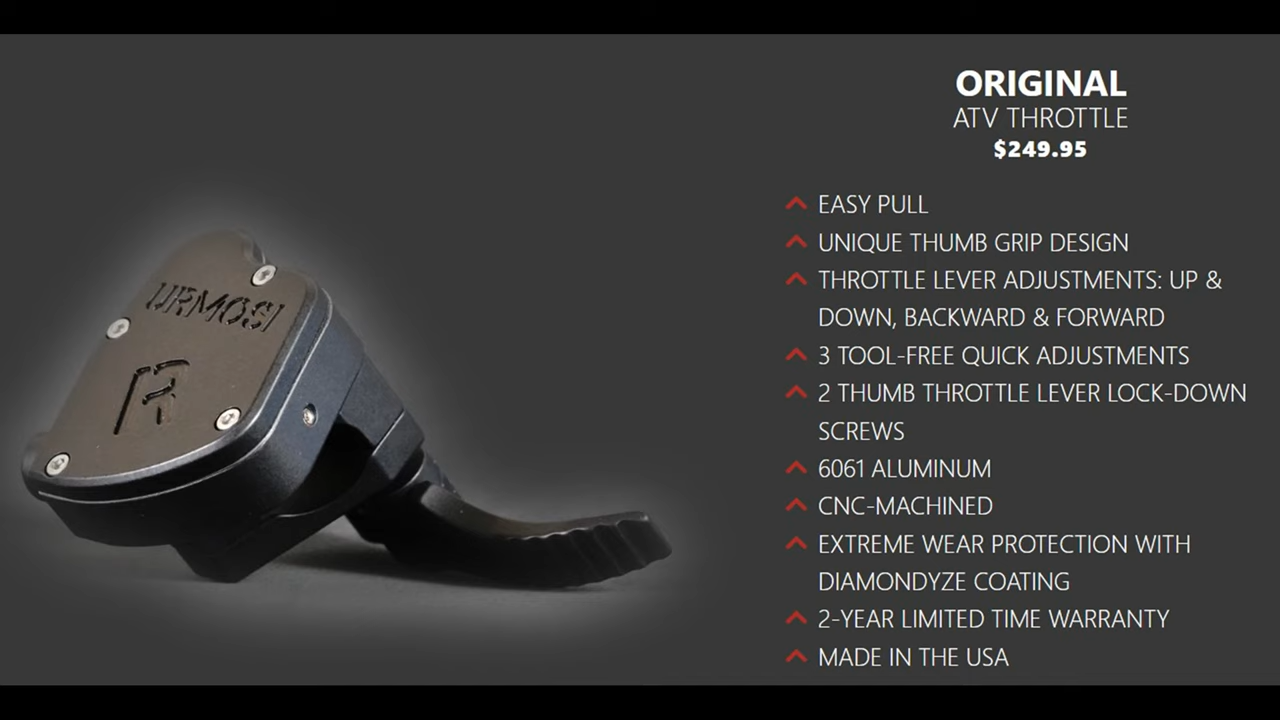 ORIGINAL
ATV THROTTLE
$249.95
EASY PULL
UNIQUE THUMB GRIP DESIGN
THROTTLE LEVER ADJUSTMENTS: UP &
DOWN, BACKWARD & FORWARD
3 TOOL-FREE QUICK ADJUSTMENTS
2 THUMB THROTTLE LEVER LOCK-DOWN
SCREWS
6061 ALUMINUM
CNC-MACHINED
EXTREME WEAR PROTECTION WITH
DIAMONDYZE COATING
2-YEAR LIMITED TIME WARRANTY
MADE IN THE USA
URMOSI
R